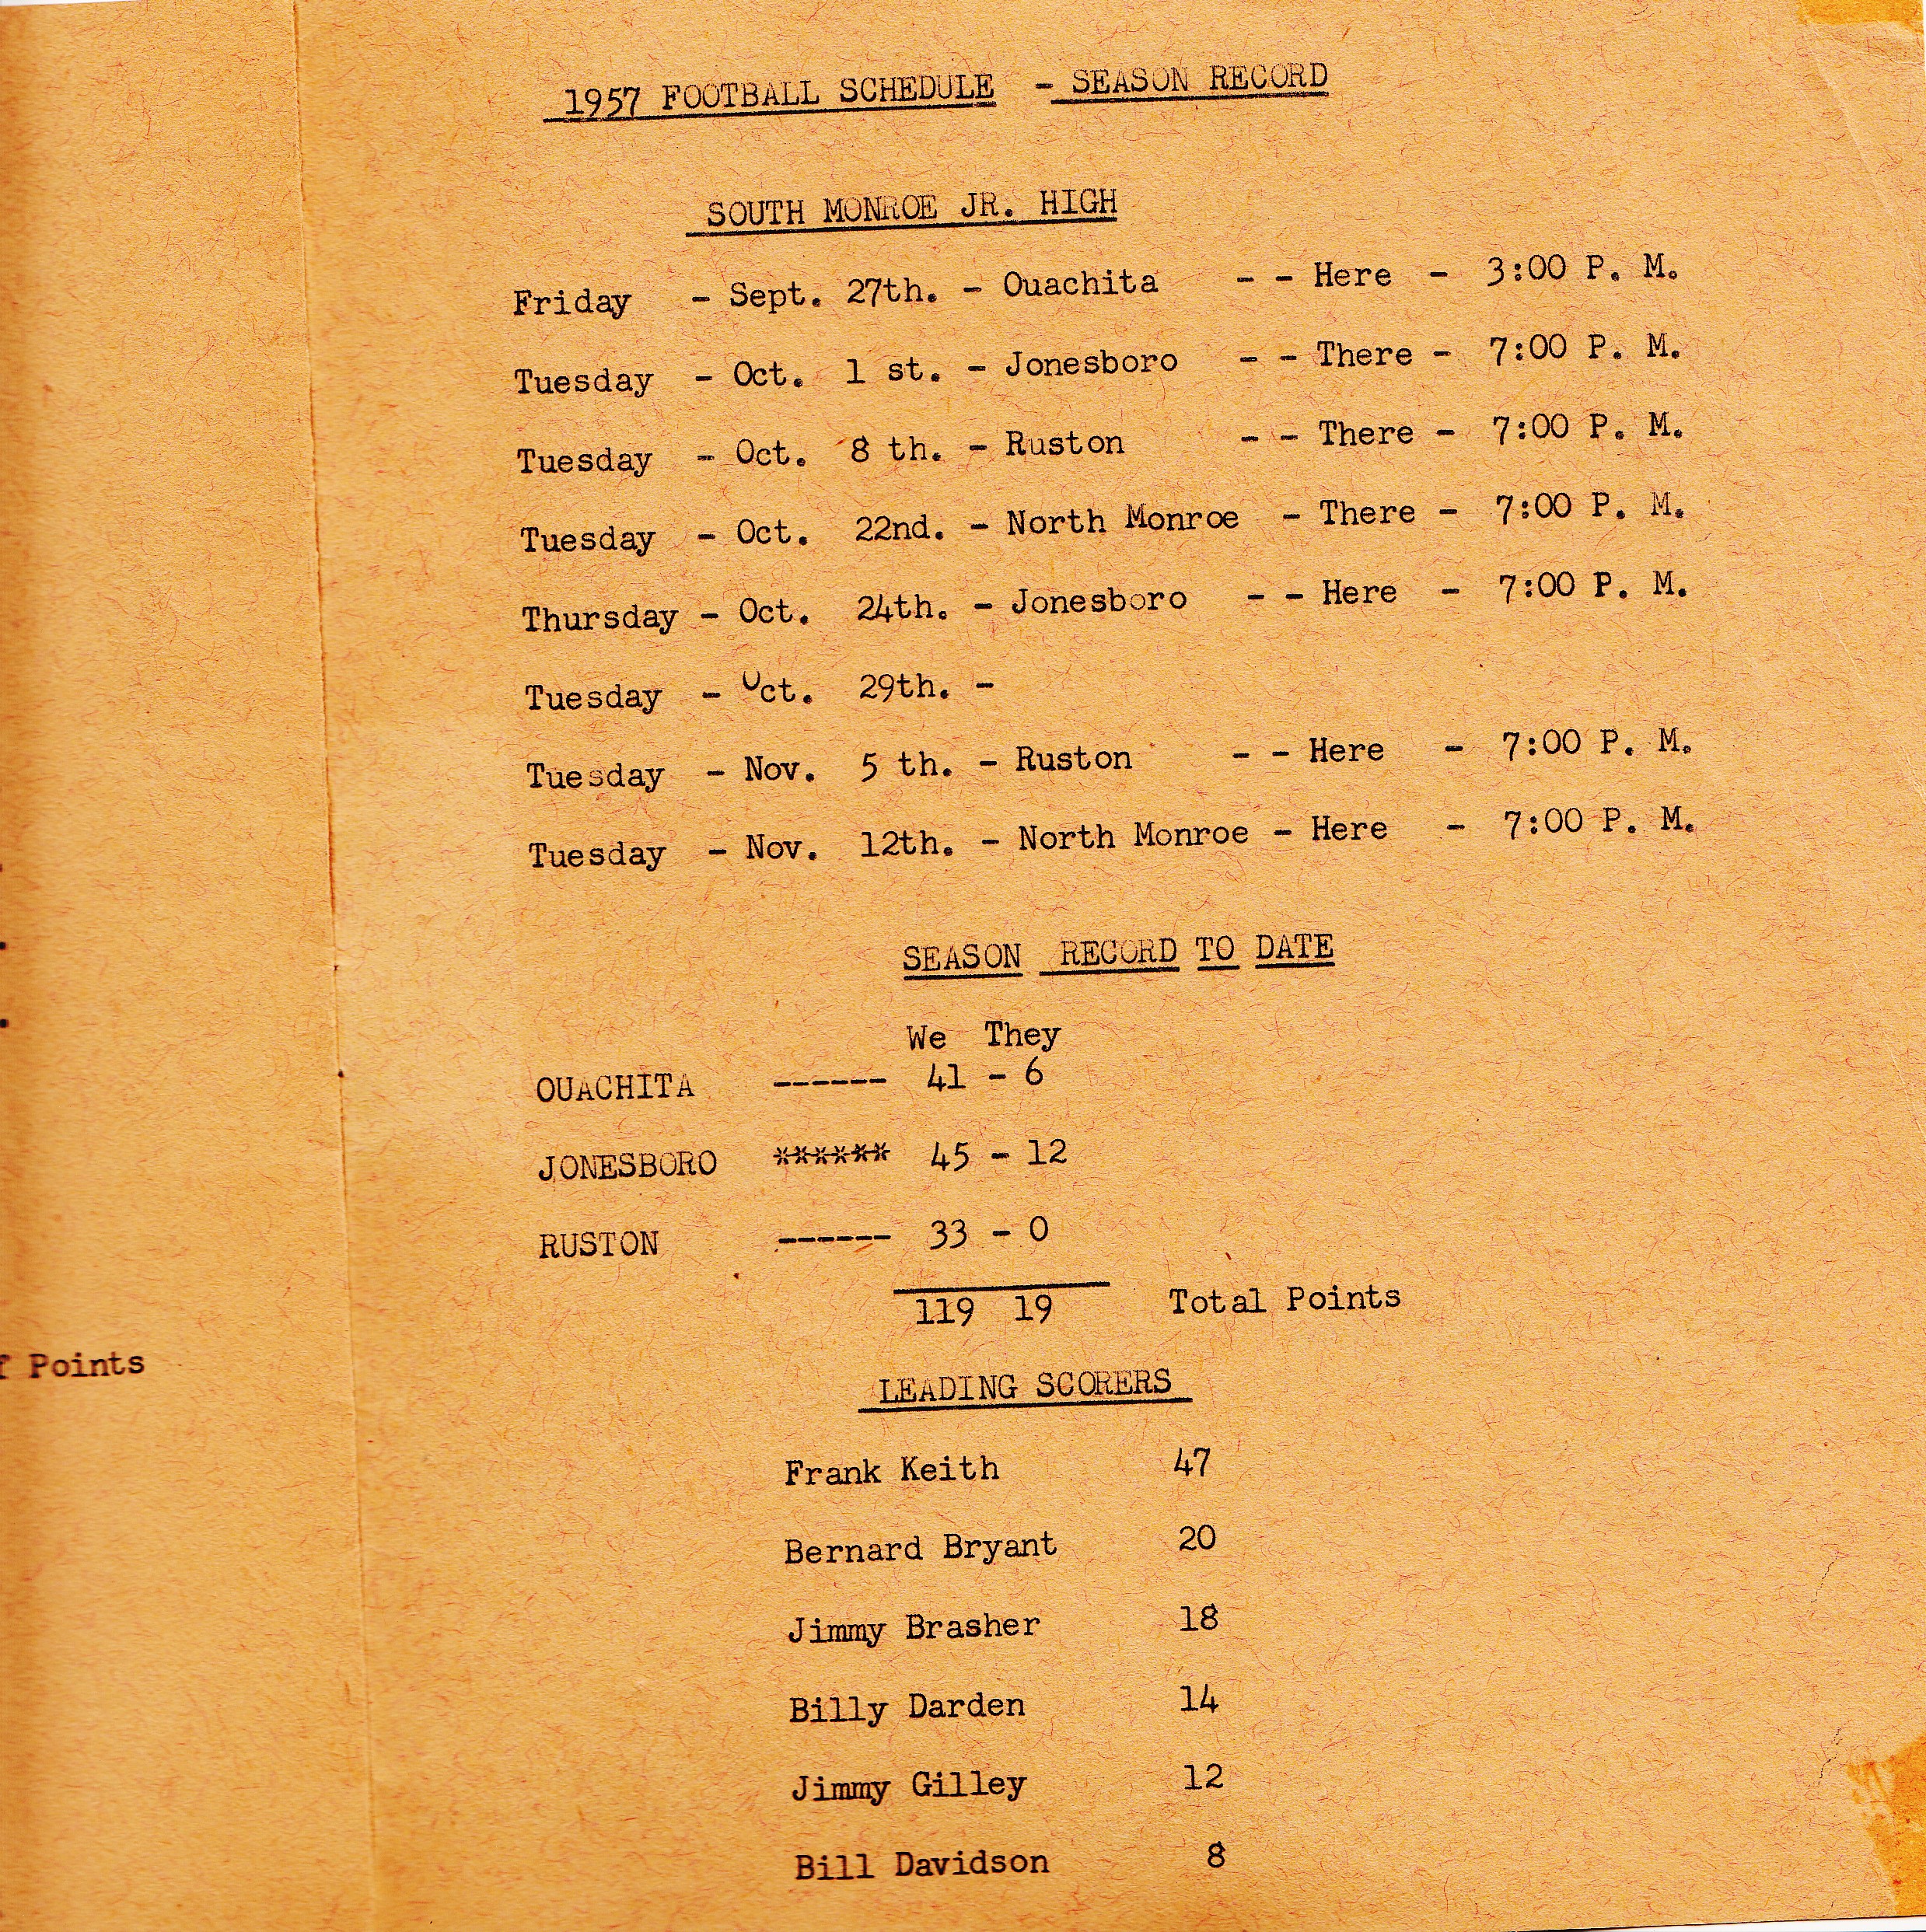 1957 FOOTBALL SCHEDULE - SEASON RECORD
SOUTH MONROE JR. HIGH
Friday - Sept. 27th. - Ouachita - - Here - 3:00 P. M.
Tuesday - Oct. 1 st. - Jonesboro - - There - 7:00 P. M.
Tuesday - Oct. 8 th. - Ruston - - There - 7:00 P. M.
Tuesday - Oct. 22nd. - North Monroe - There - 7:00 P. M.
Thursday - Oct. 24th. - Jonesboro - - Here - 7:00 P. M.
Tuesday - Oct. 29th. -
Tuesday - Nov. 5 th. - Ruston - - Here - 7:00 P. M.
Tuesday - Nov. 12th. - North Monroe - Here - 7:00 P. M.
SEASON RECORD TO DATE
We They
OUACHITA ------ 41 - 6
JONESBORO ****** 45 - 12
RUSTON ------ 33 - 0
119 19 Total Points
Points
LEADING SCORERS
Frank Keith 47
Bernard Bryant 20
Jimmy Brasher 18
Billy Darden 14
Jimmy Gilley 12
Bill Davidson 8